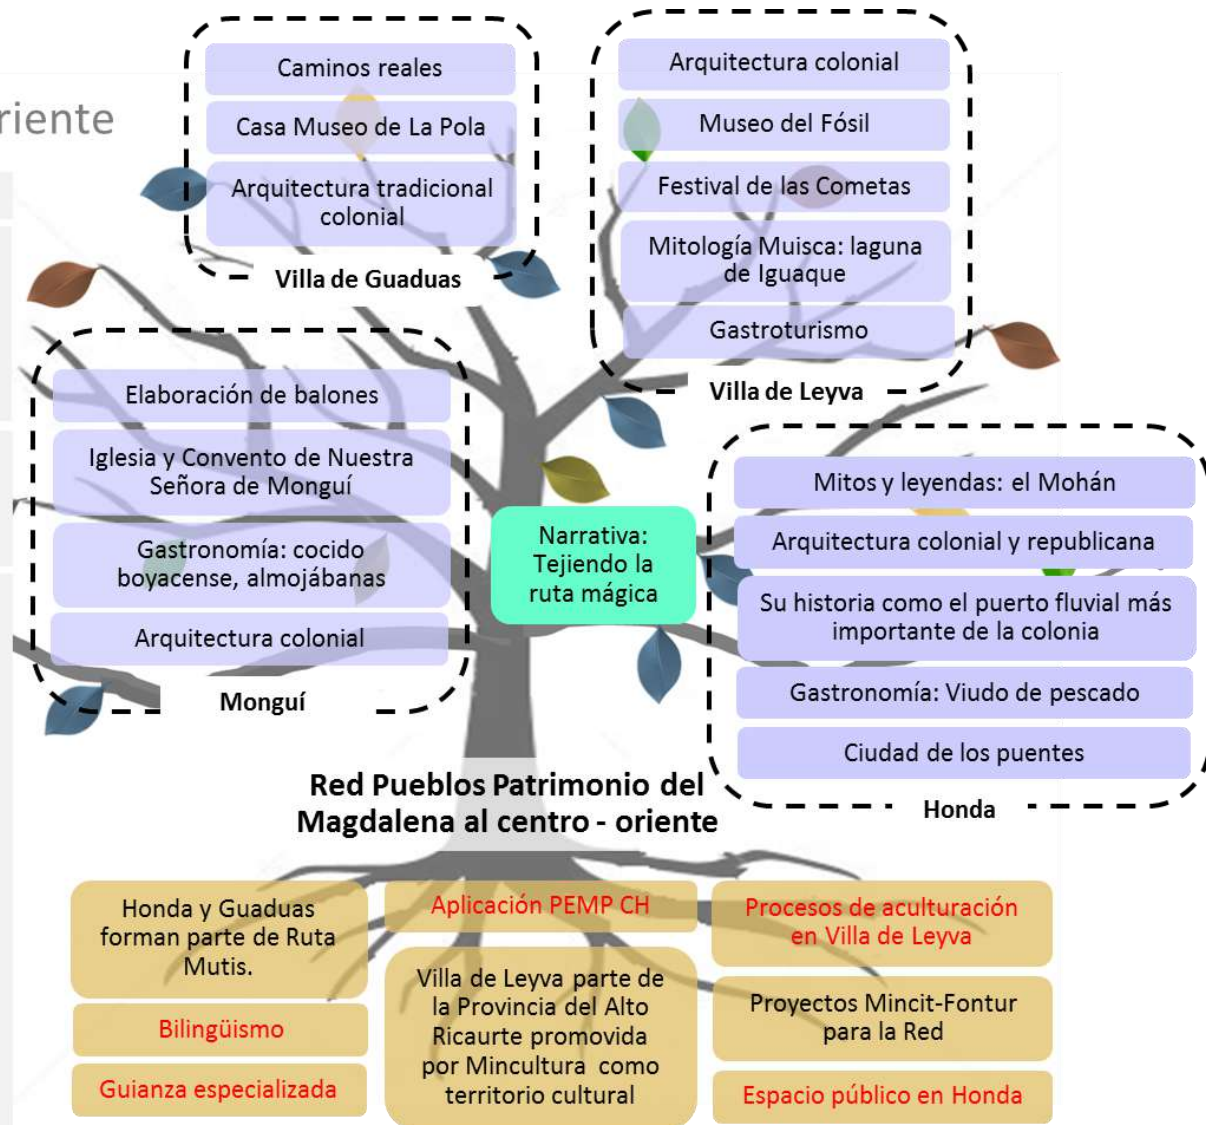 riente
Caminos reales
Casa Museo de La Pola
Arquitectura tradicional
colonial
Villa de Guaduas
Arquitectura colonial
Museo del Fósil
Festival de las Cometas
Mitología Muisca: laguna
de Iguaque
Gastroturismo
Villa de Leyva
Elaboración de balones
Iglesia y Convento de Nuestra
Señora de Monguí
Gastronomía: cocido
boyacense, almojábanas
Arquitectura colonial
Monguí
Narrativa:
Tejiendo la
ruta mágica
Mitos y leyendas: el Mohán
Arquitectura colonial y republicana
Su historia como el puerto fluvial más
importante de la colonia
Gastronomía: Viudo de pescado
Ciudad de los puentes
Honda
Red Pueblos Patrimonio del
Magdalena al centro - oriente
Honda y Guaduas
forman parte de Ruta
Mutis.
Bilingüismo
Guianza especializada
Aplicación PEMP CH
Villa de Leyva parte de
la Provincia del Alto
Ricaurte promovida
por Mincultura como
territorio cultural
Procesos de aculturación
en Villa de Leyva
Proyectos Mincit-Fontur
para la Red
Espacio público en Honda